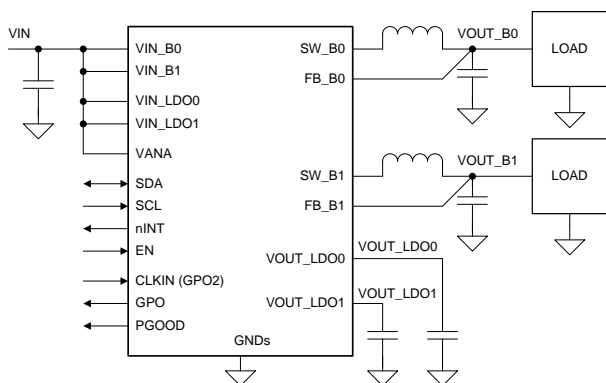 VIN
VIN_B0
VIN_B1
VIN_LDO0
VIN_LDO1
VANA
SDA
SCL
nINT
EN
CLKIN (GPO2)
GPO
PGOOD
GNDs
SW_B0
FB_B0
SW_B1
FB_B1
VOUT_LDO0
VOUT_LDO1
VOUT_B0
LOAD
VOUT_B1
LOAD
VOUT_LDO0
VOUT_LDO1